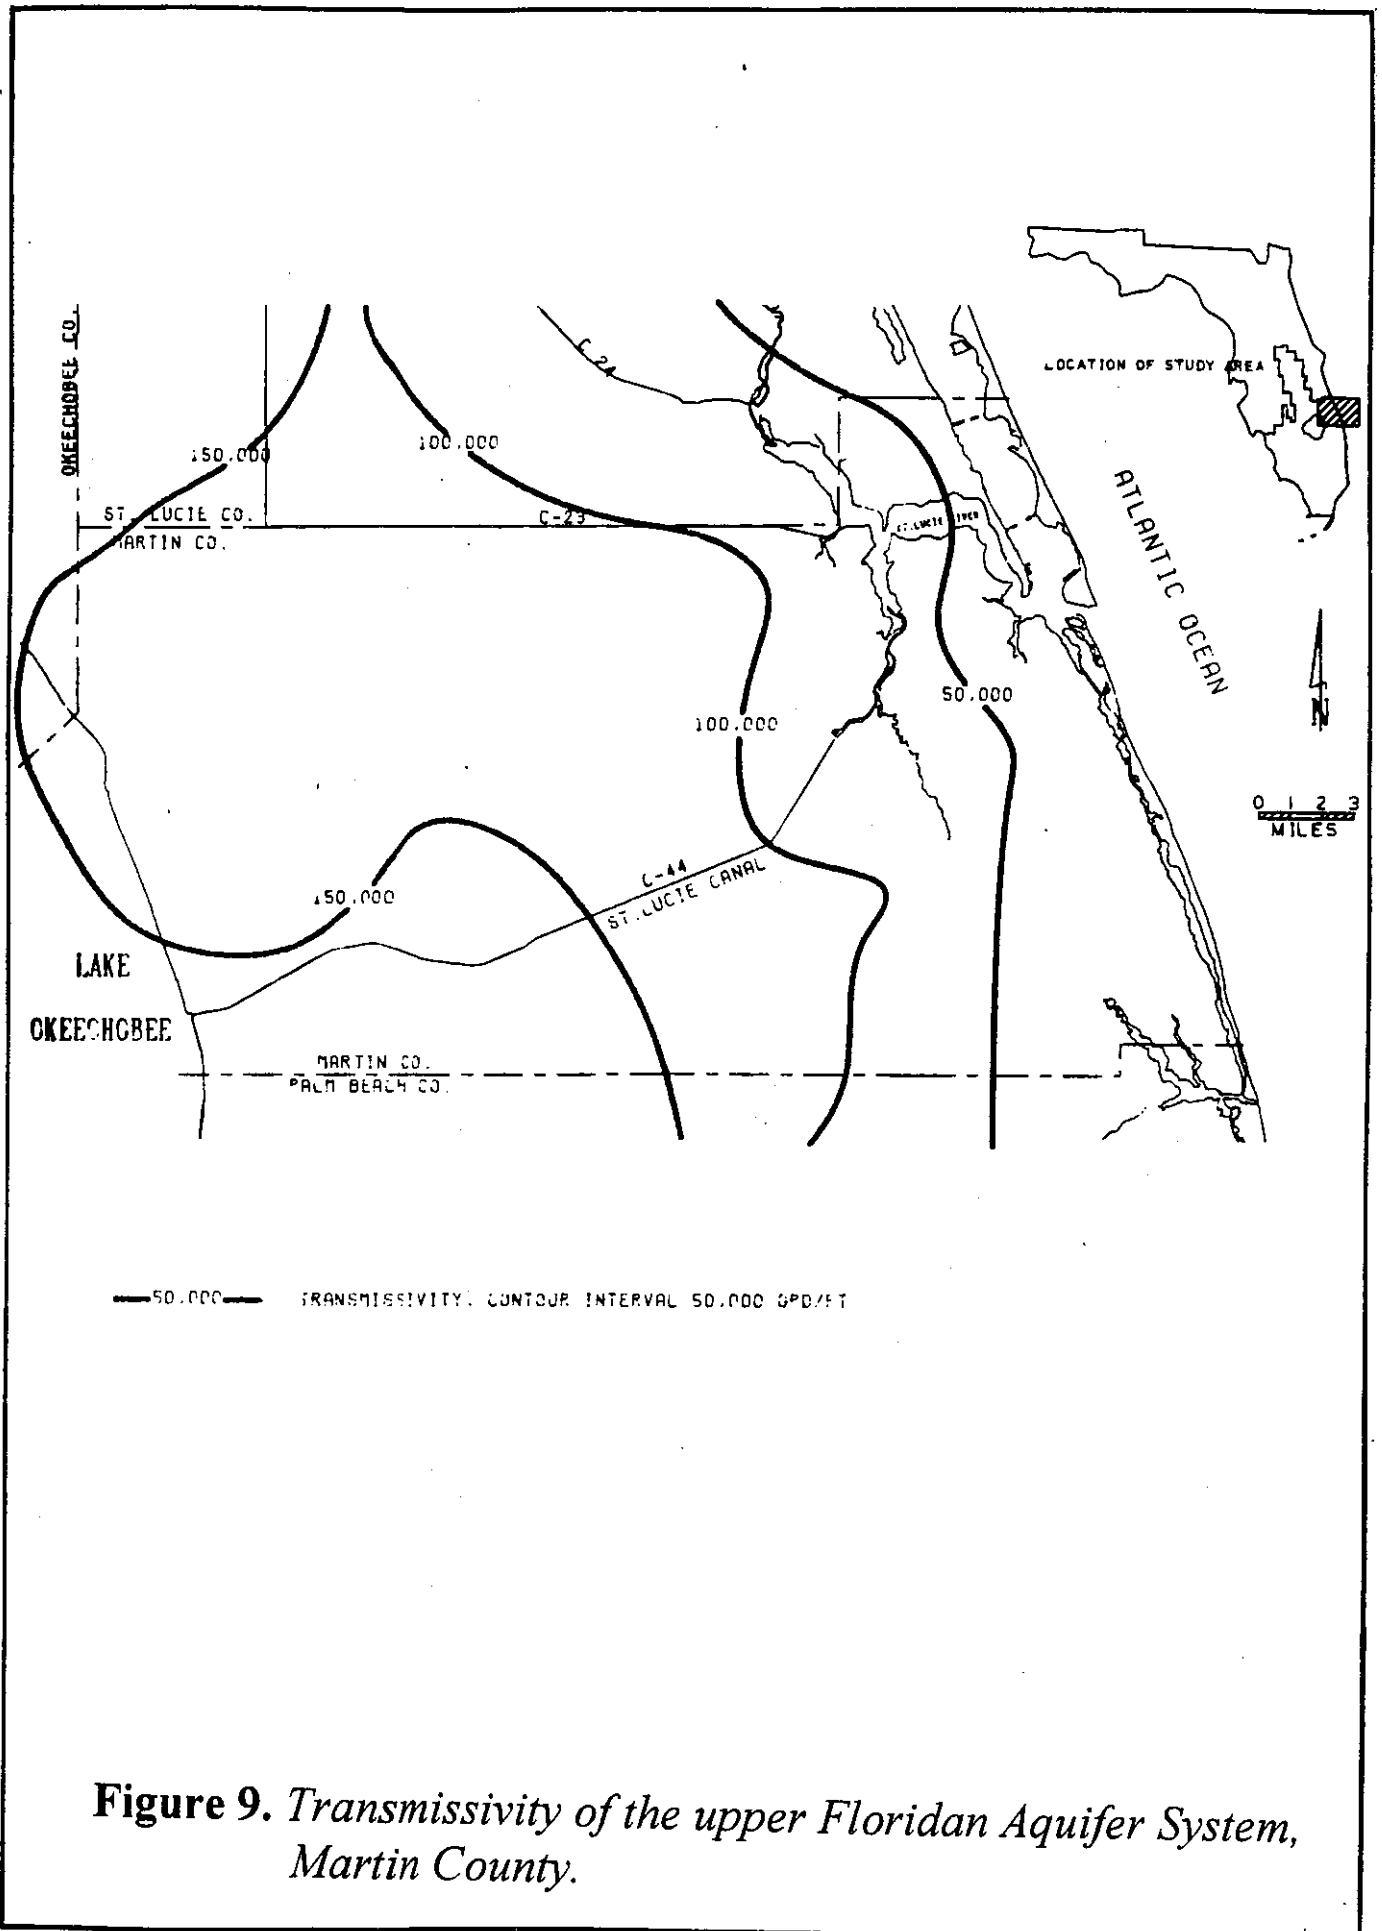 OKEECHOBEE CO.
C-24
LOCATION OF STUDY AREA
150,000
100,000
ST. LUCIE CO.
C-23
ST. LUCIE RIVER
MARTIN CO.
ATLANTIC OCEAN
50,000
100,000
N
0 1 2 3
MILES
C-44
ST. LUCIE CANAL
150,000
LAKE
OKEECHOBEE
MARTIN CO.
PALM BEACH CO.
50,000 TRANSMISSIVITY. CONTOUR INTERVAL 50,000 GPD/FT
Figure 9. Transmissivity of the upper Floridan Aquifer System,
Martin County.